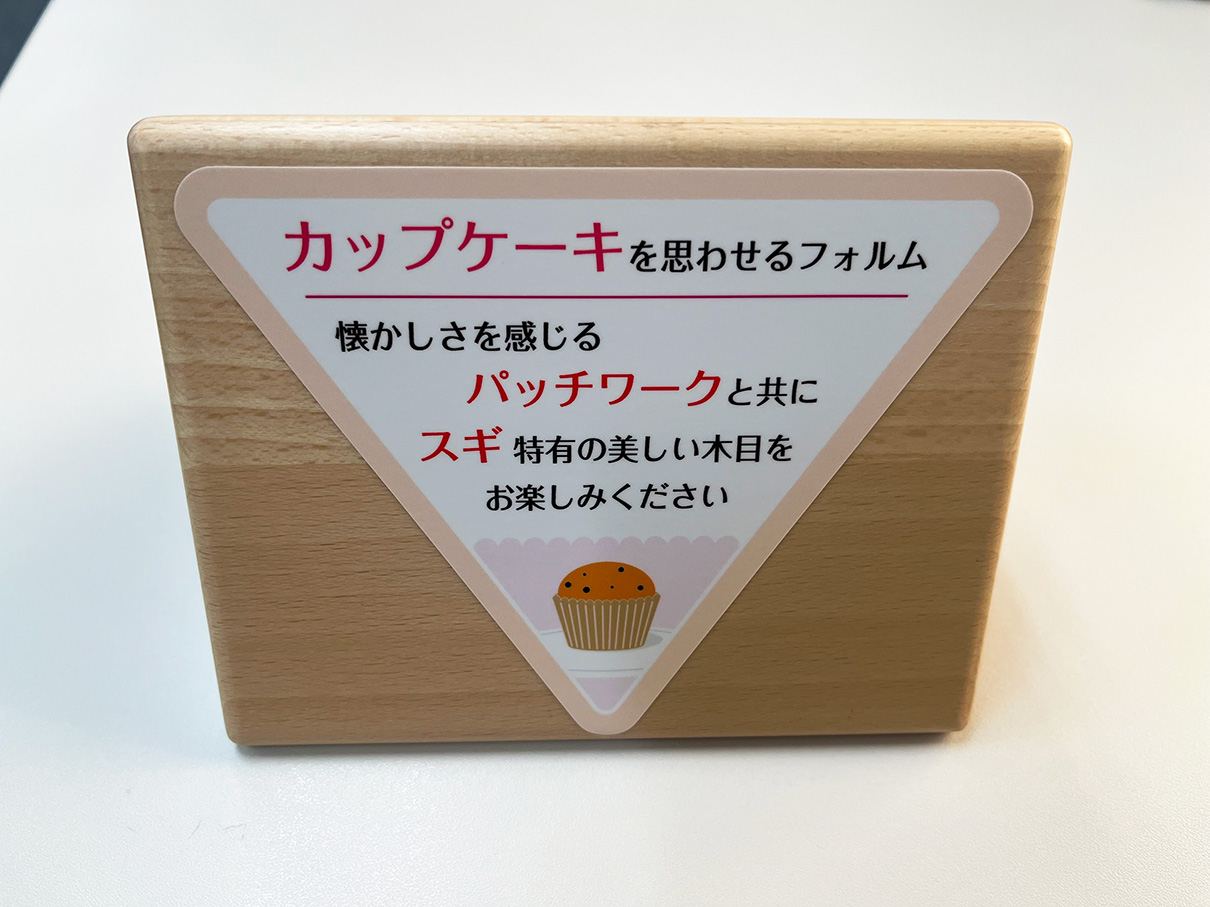 カップケーキを思わせるフォルム
懐かしさを感じる
パッチワークと共に
スギ 特有の美しい木目を
お楽しみください